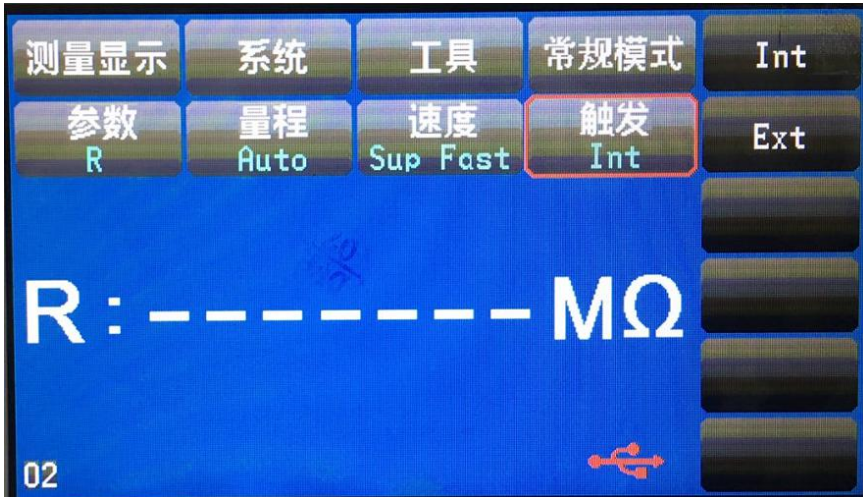 测量显示 系统 工具 常规模式 Int
参数 量程 速度 触发 Ext
R Auto Sup Fast Int
R:------- MΩ
02